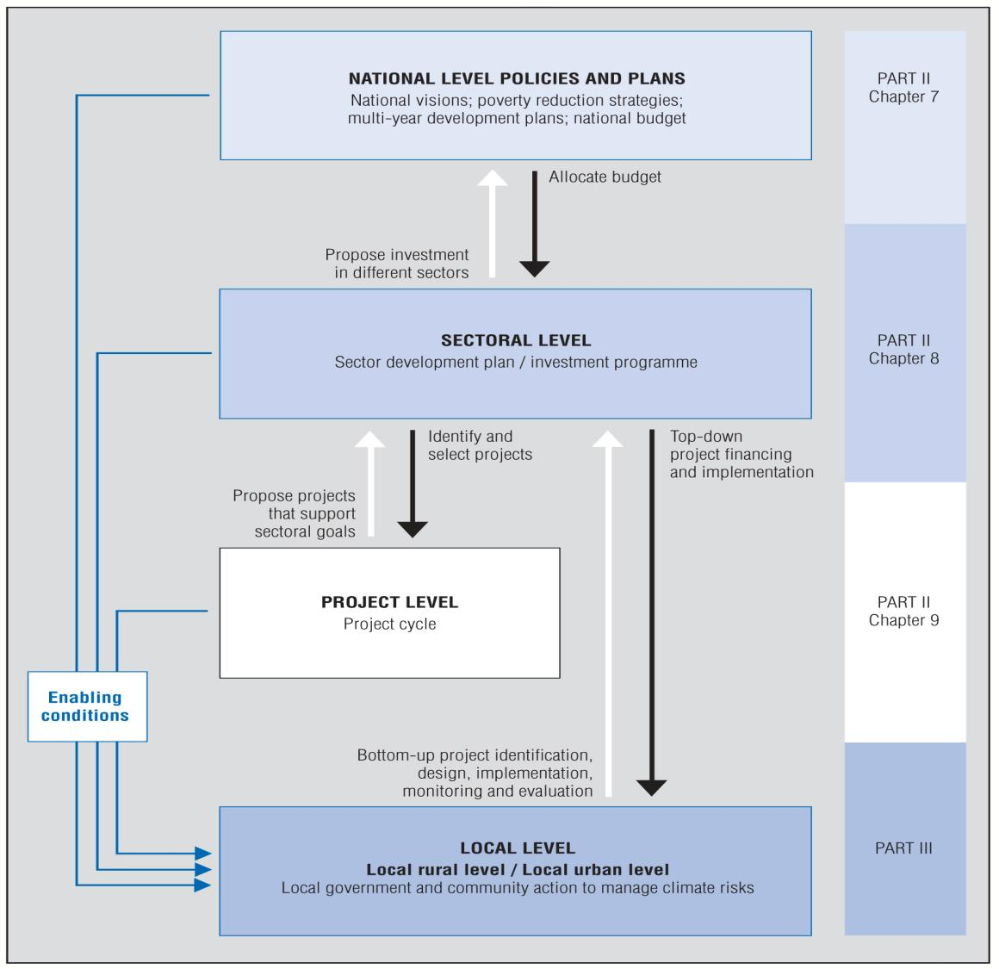 NATIONAL LEVEL POLICIES AND PLANS
National visions; poverty reduction strategies;
multi-year development plans; national budget
PART II
Chapter 7
Allocate budget
Propose investment
in different sectors
SECTORAL LEVEL
Sector development plan / investment programme
PART II
Chapter 8
Identify and
select projects
Top-down
project financing
and implementation
Propose projects
that support
sectoral goals
PROJECT LEVEL
Project cycle
PART II
Chapter 9
Enabling
conditions
Bottom-up project identification,
design, implementation,
monitoring and evaluation
LOCAL LEVEL
Local rural level / Local urban level
Local government and community action to manage climate risks
PART III